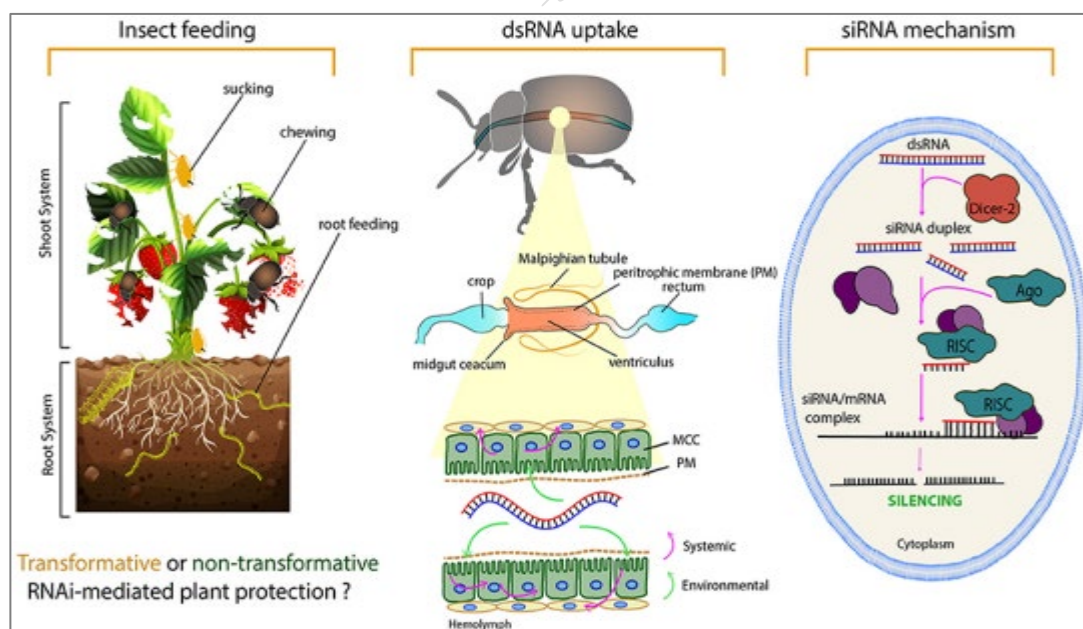 Insect feeding
sucking
chewing
root feeding
Shoot System
Root System
Transformative or non-transformative
RNAi-mediated plant protection ?
dsRNA uptake
Malpighian tubule
peritrophic membrane (PM)
crop
rectum
midgut ceacum
ventriculus
MCC
PM
Systemic
Environmental
Hemolymph
siRNA mechanism
dsRNA
Dicer-2
siRNA duplex
Ago
RISC
siRNA/mRNA
complex
RISC
SILENCING
Cytoplasm